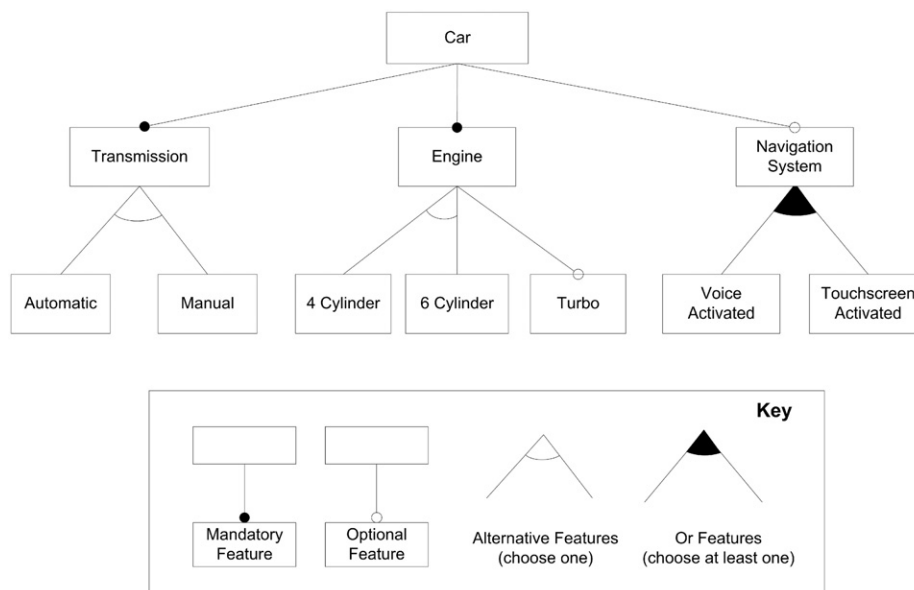 Car
Transmission
Engine
Navigation
System
Automatic
Manual
4 Cylinder
6 Cylinder
Turbo
Voice
Activated
Touchscreen
Activated
Key
Mandatory
Feature
Optional
Feature
Alternative Features
(choose one)
Or Features
(choose at least one)